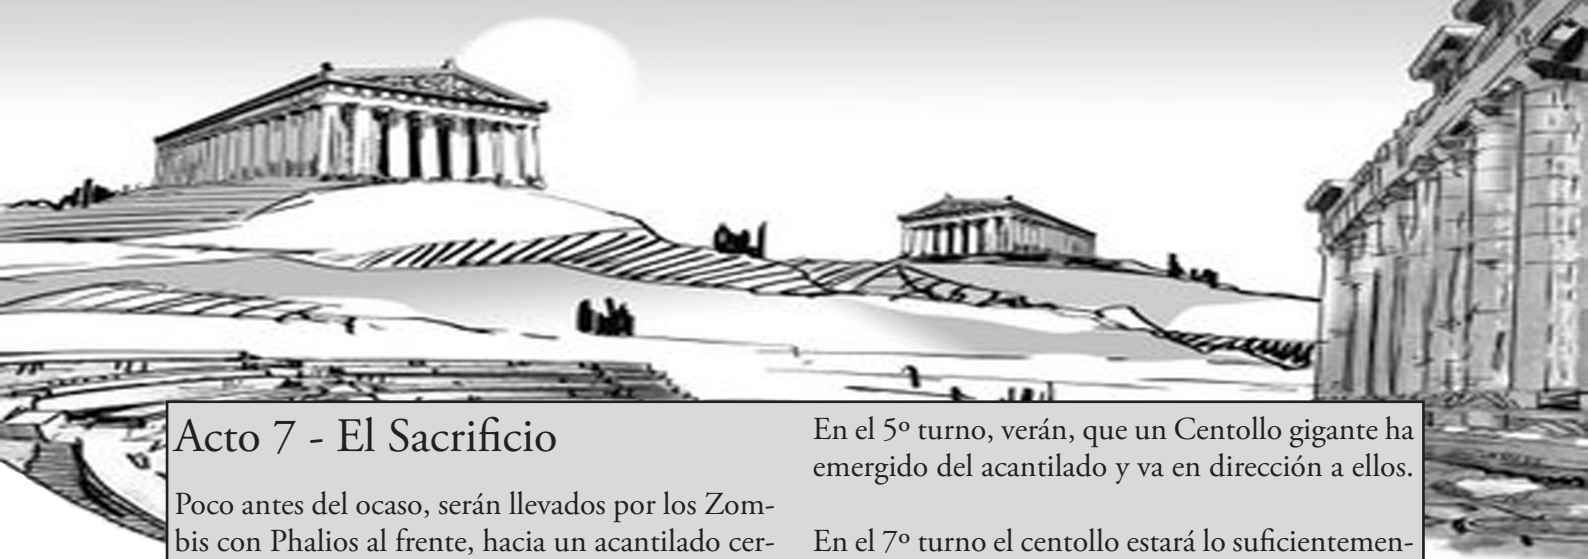 Acto 7 - El Sacrificio
Poco antes del ocaso, serán llevados por los Zom-
bis con Phalios al frente, hacia un acantilado cer-
En el 5º turno, verán, que un Centollo gigante ha
emergido del acantilado y va en dirección a ellos.
En el 7º turno el centollo estará lo suficientemen-